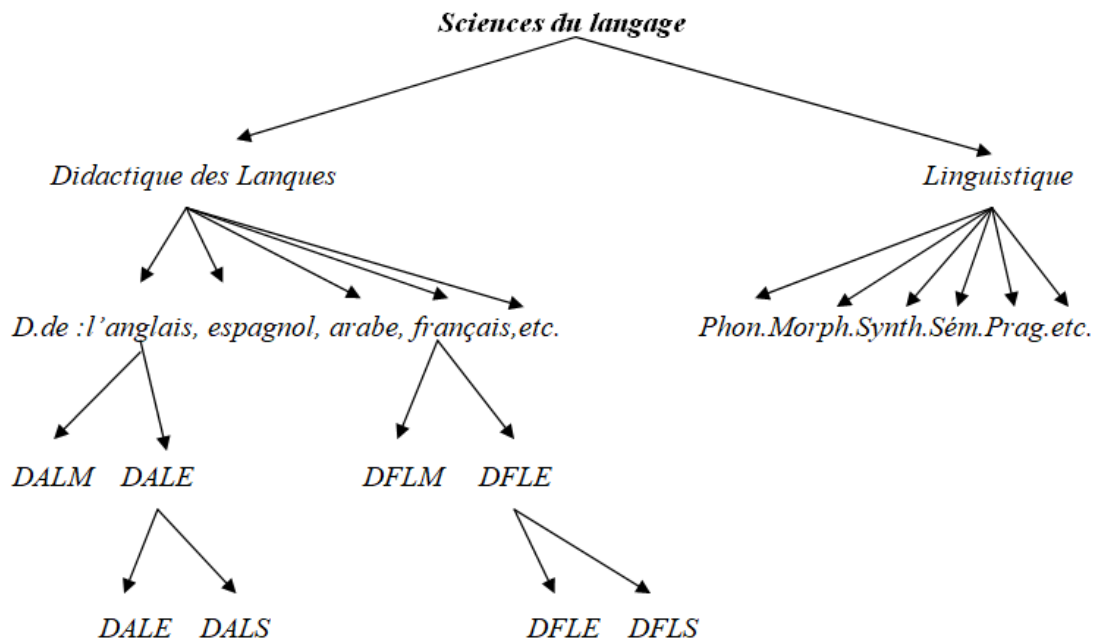 Sciences du langage
Didactique des Lanques Linguistique
D.de :l’anglais, espagnol, arabe, français,etc. Phon.Morph.Synth.Sém.Prag.etc.
DALM DALE DFLM DFLE
DALE DALS DFLE DFLS